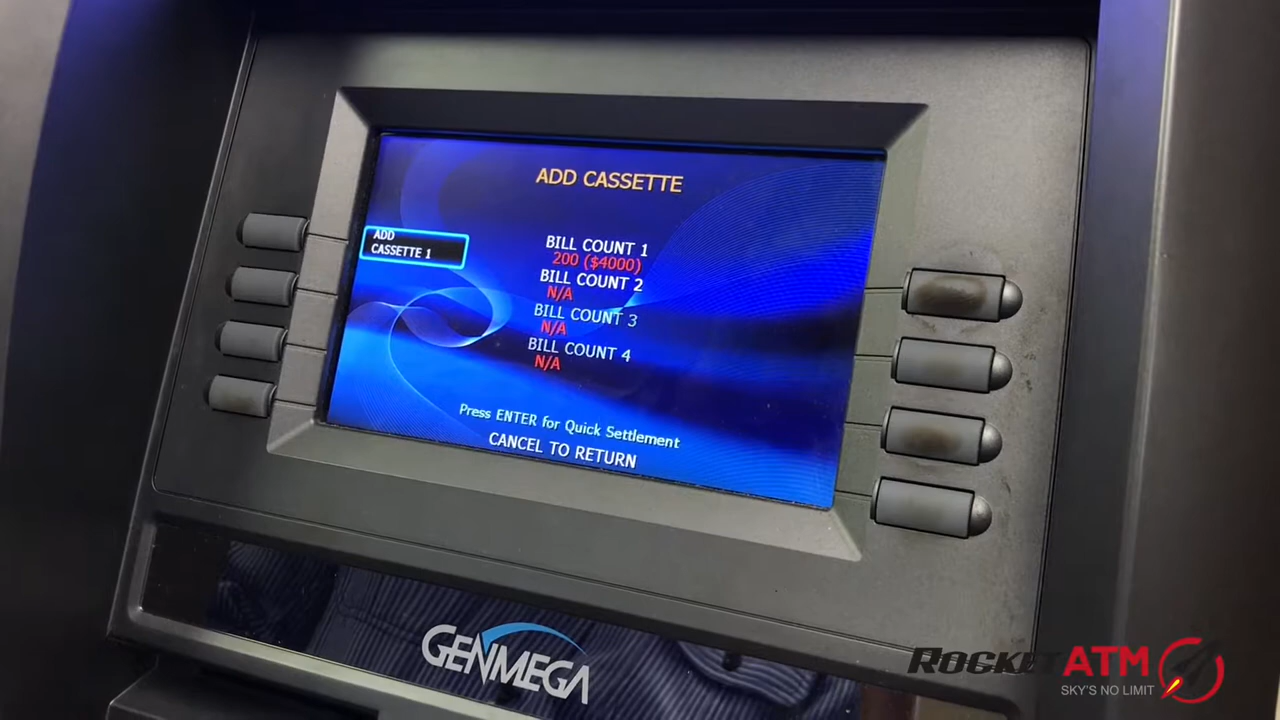 ADD CASSETTE
ADD
CASSETTE 1
BILL COUNT 1
200 ($4000)
BILL COUNT 2
N/A
BILL COUNT 3
N/A
BILL COUNT 4
N/A
Press ENTER for Quick Settlement
CANCEL TO RETURN
GENMEGA
ROCKET ATM
SKY'S NO LIMIT